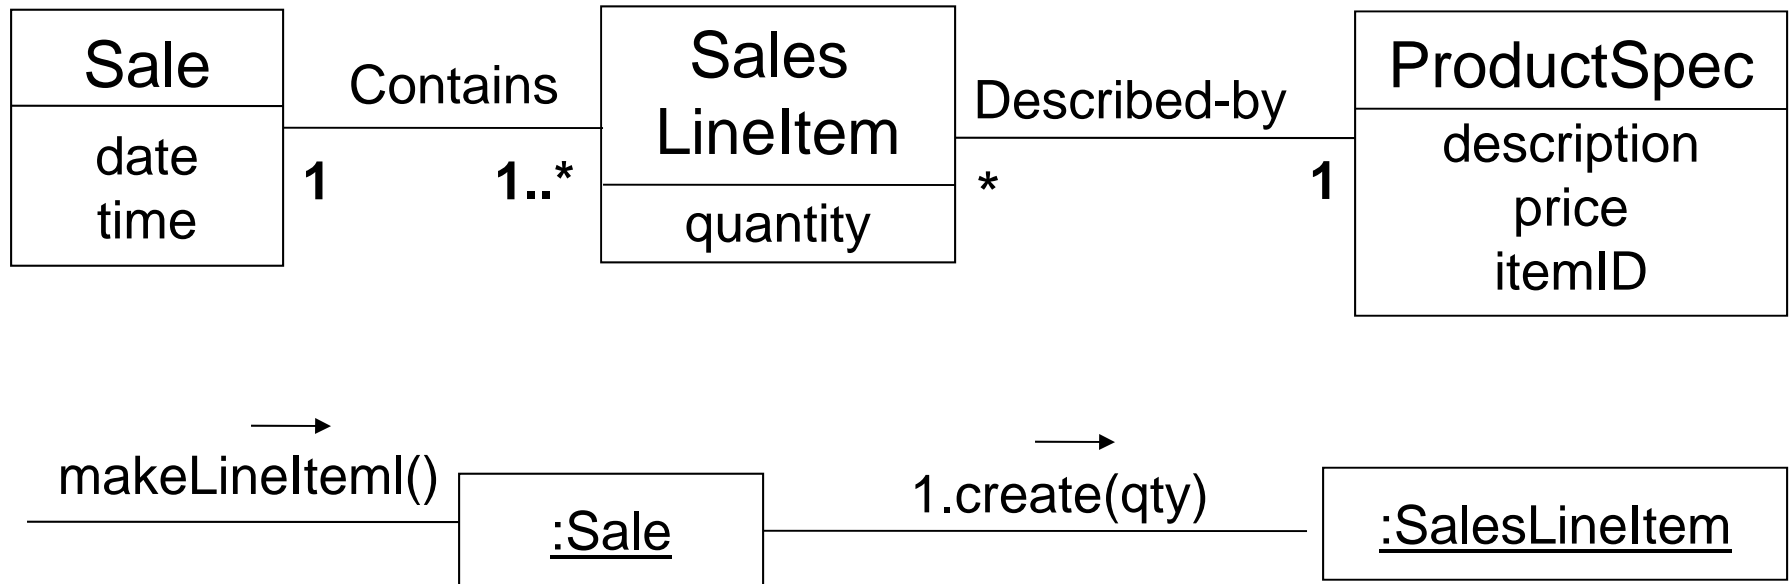 Sale
date
time
Contains
1
1..*
Sales
LineItem
quantity
Described-by
*
1
ProductSpec
description
price
itemID
makeLineIteml()
:Sale
1.create(qty)
:SalesLineItem